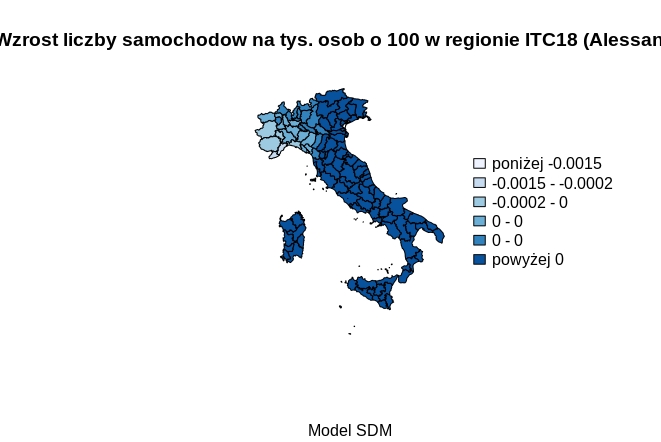 Wzrost liczby samochodow na tys. osob o 100 w regionie ITC18 (Alessan
poniżej -0.0015
-0.0015 - -0.0002
-0.0002 - 0
0 - 0
0 - 0
powyżej 0
Model SDM